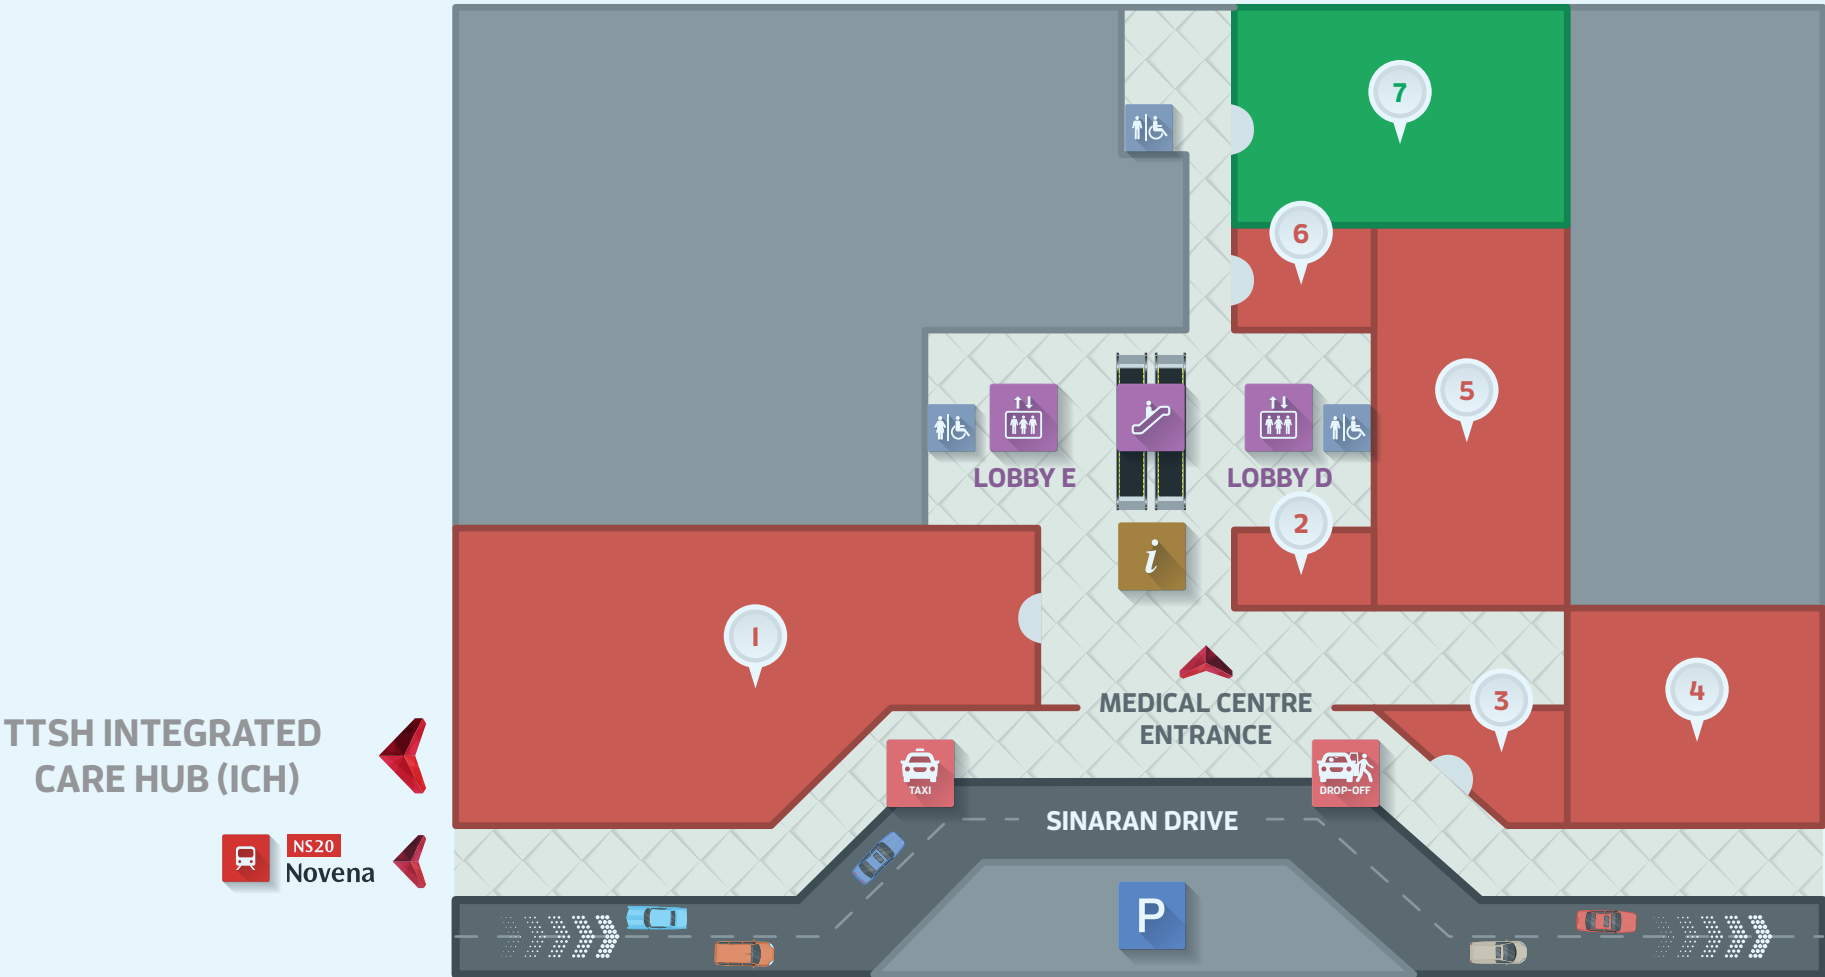 7
6
5
LOBBY E
LOBBY D
2
i
1
4
3
MEDICAL CENTRE
ENTRANCE
TTSH INTEGRATED
CARE HUB (ICH)
TAXI
DROP-OFF
SINARAN DRIVE
NS20
Novena
P